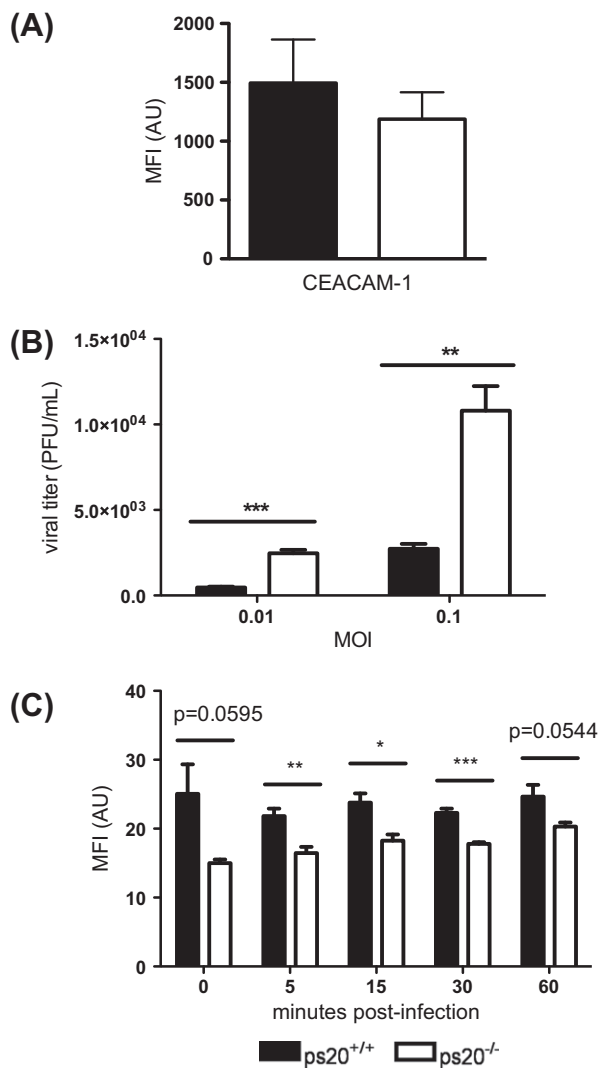 (A)
2000
1500
1000
500
0
MFI (AU)
CEACAM-1
(B)
1.5×10⁰⁴
1.0×10⁰⁴
5.0×10⁰³
0.0
viral titer (PFU/mL)
***
**
0.01
0.1
MOI
(C)
40
30
20
10
0
MFI (AU)
p=0.0595
**
*
***
p=0.0544
0 5 15 30 60
minutes post-infection
ps20⁺/⁺ ps20⁻/⁻